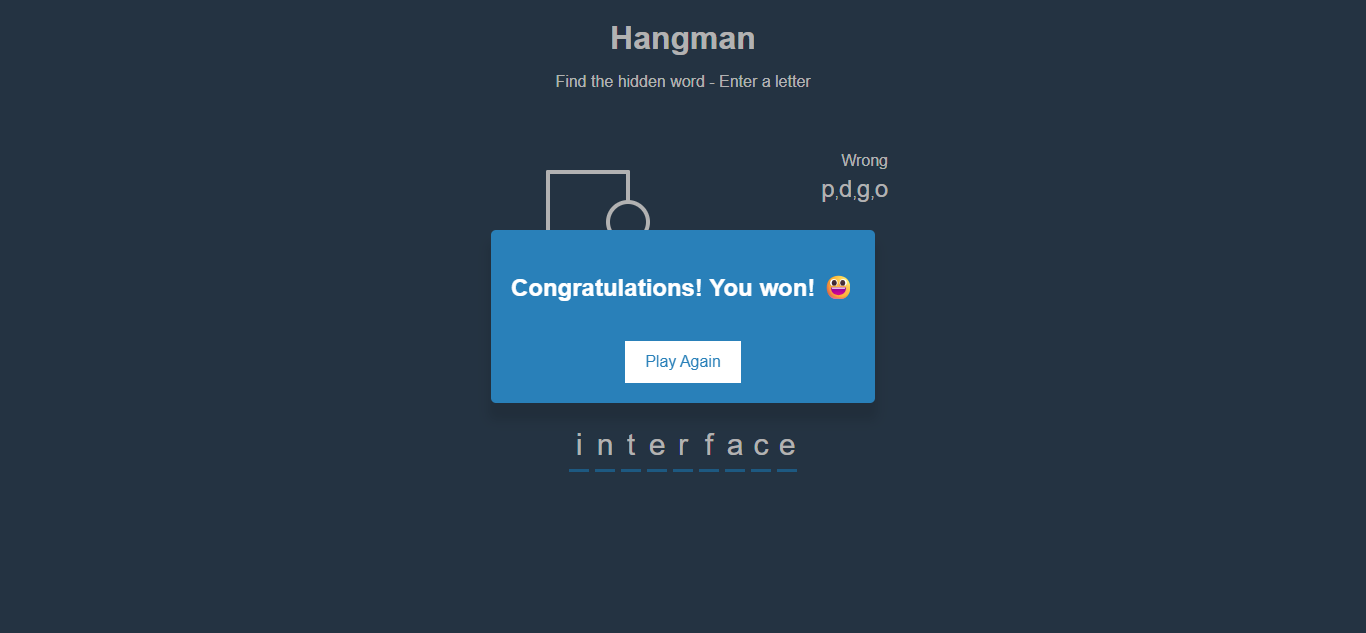 Hangman
Find the hidden word - Enter a letter
Wrong
p,d,g,o
Congratulations! You won! 😃
Play Again
i n t e r f a c e